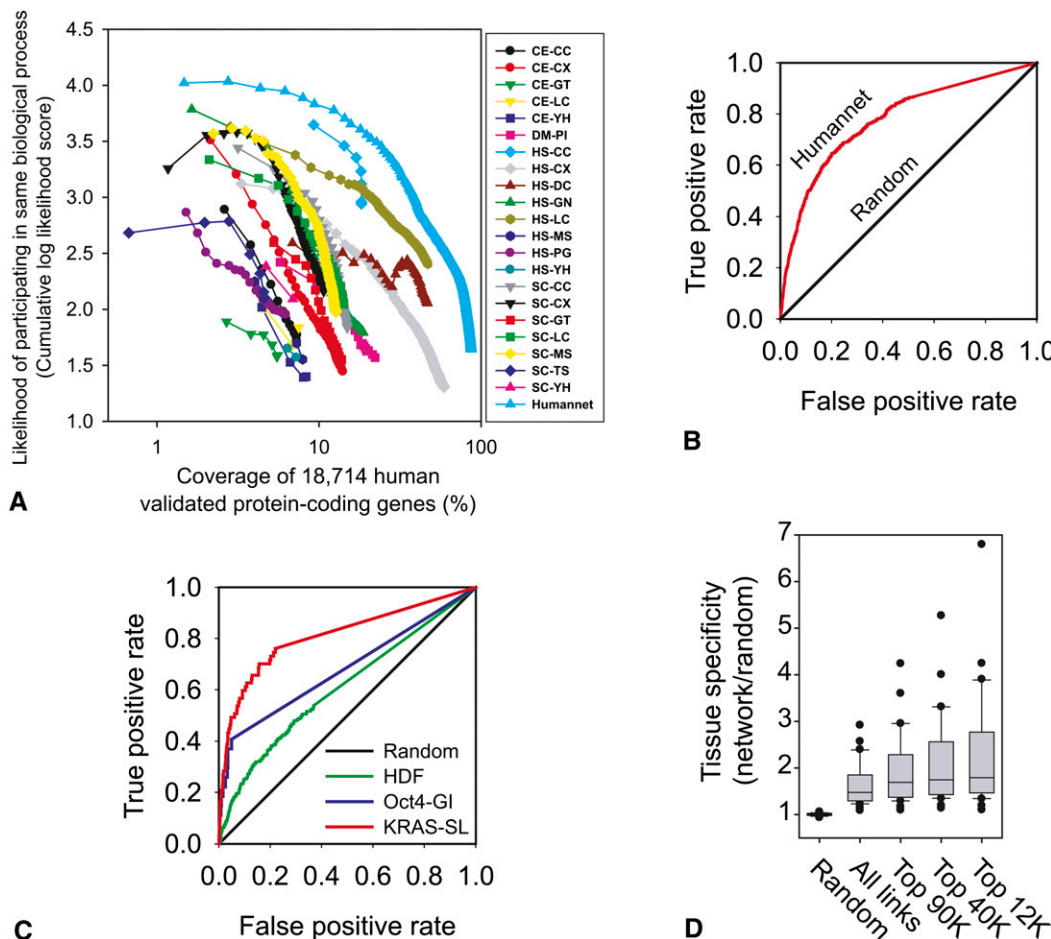 Likelihood of participating in same biological process
(Cumulative log likelihood score)
4.5
4.0
3.5
3.0
2.5
2.0
1.5
1.0
1
10
100
Coverage of 18,714 human
validated protein-coding genes (%)
A
CE-CC
CE-CX
CE-GT
CE-LC
CE-YH
DM-PI
HS-CC
HS-CX
HS-DC
HS-GN
HS-LC
HS-MS
HS-PG
HS-YH
SC-CC
SC-CX
SC-GT
SC-LC
SC-MS
SC-TS
SC-YH
Humannet
True positive rate
1.0
0.8
0.6
0.4
0.2
0.0
Humannet
Random
0.0 0.2 0.4 0.6 0.8 1.0
False positive rate
B
True positive rate
1.0
0.8
0.6
0.4
0.2
0.0
Random
HDF
Oct4-GI
KRAS-SL
0.0 0.2 0.4 0.6 0.8 1.0
False positive rate
C
Tissue specificity
(network/random)
7
6
5
4
3
2
1
Random
All links
Top 90K
Top 40K
Top 12K
D